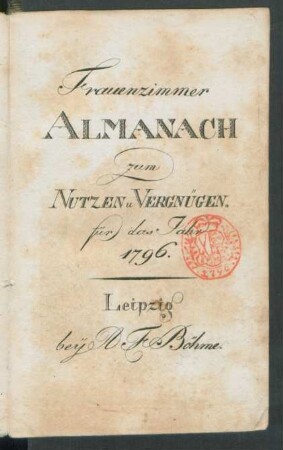 Frauenzimmer
ALMANACH
zum
NUTZEN u. VERGNÜGEN.
für das Jahr
1796.
Leipzig
bey A F Böhme.